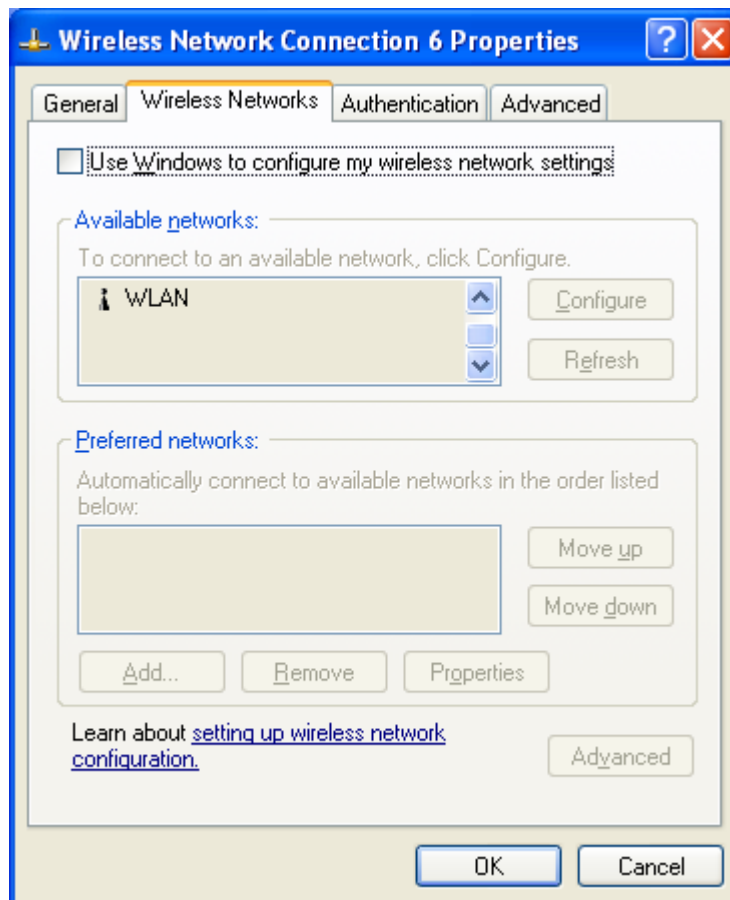 Wireless Network Connection 6 Properties
General Wireless Networks Authentication Advanced
Use Windows to configure my wireless network settings
Available networks:
To connect to an available network, click Configure.
WLAN
Configure
Refresh
Preferred networks:
Automatically connect to available networks in the order listed
below:
Move up
Move down
Add... Remove Properties
Learn about setting up wireless network
configuration.
Advanced
OK Cancel